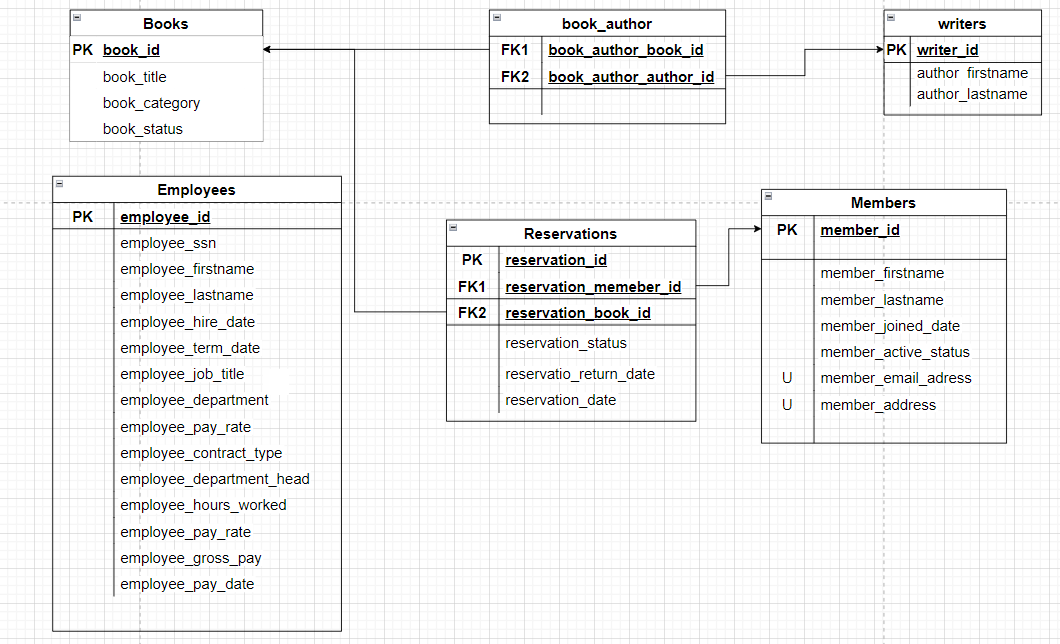 Books
PK book_id
book_title
book_category
book_status
book_author
FK1 book_author_book_id
FK2 book_author_author_id
writers
PK writer_id
author_firstname
author_lastname
Employees
PK employee_id
employee_ssn
employee_firstname
employee_lastname
employee_hire_date
employee_term_date
employee_job_title
employee_department
employee_pay_rate
employee_contract_type
employee_department_head
employee_hours_worked
employee_pay_rate
employee_gross_pay
employee_pay_date
Reservations
PK reservation_id
FK1 reservation_memeber_id
FK2 reservation_book_id
reservation_status
reservatio_return_date
reservation_date
Members
PK member_id
member_firstname
member_lastname
member_joined_date
member_active_status
U member_email_adress
U member_address